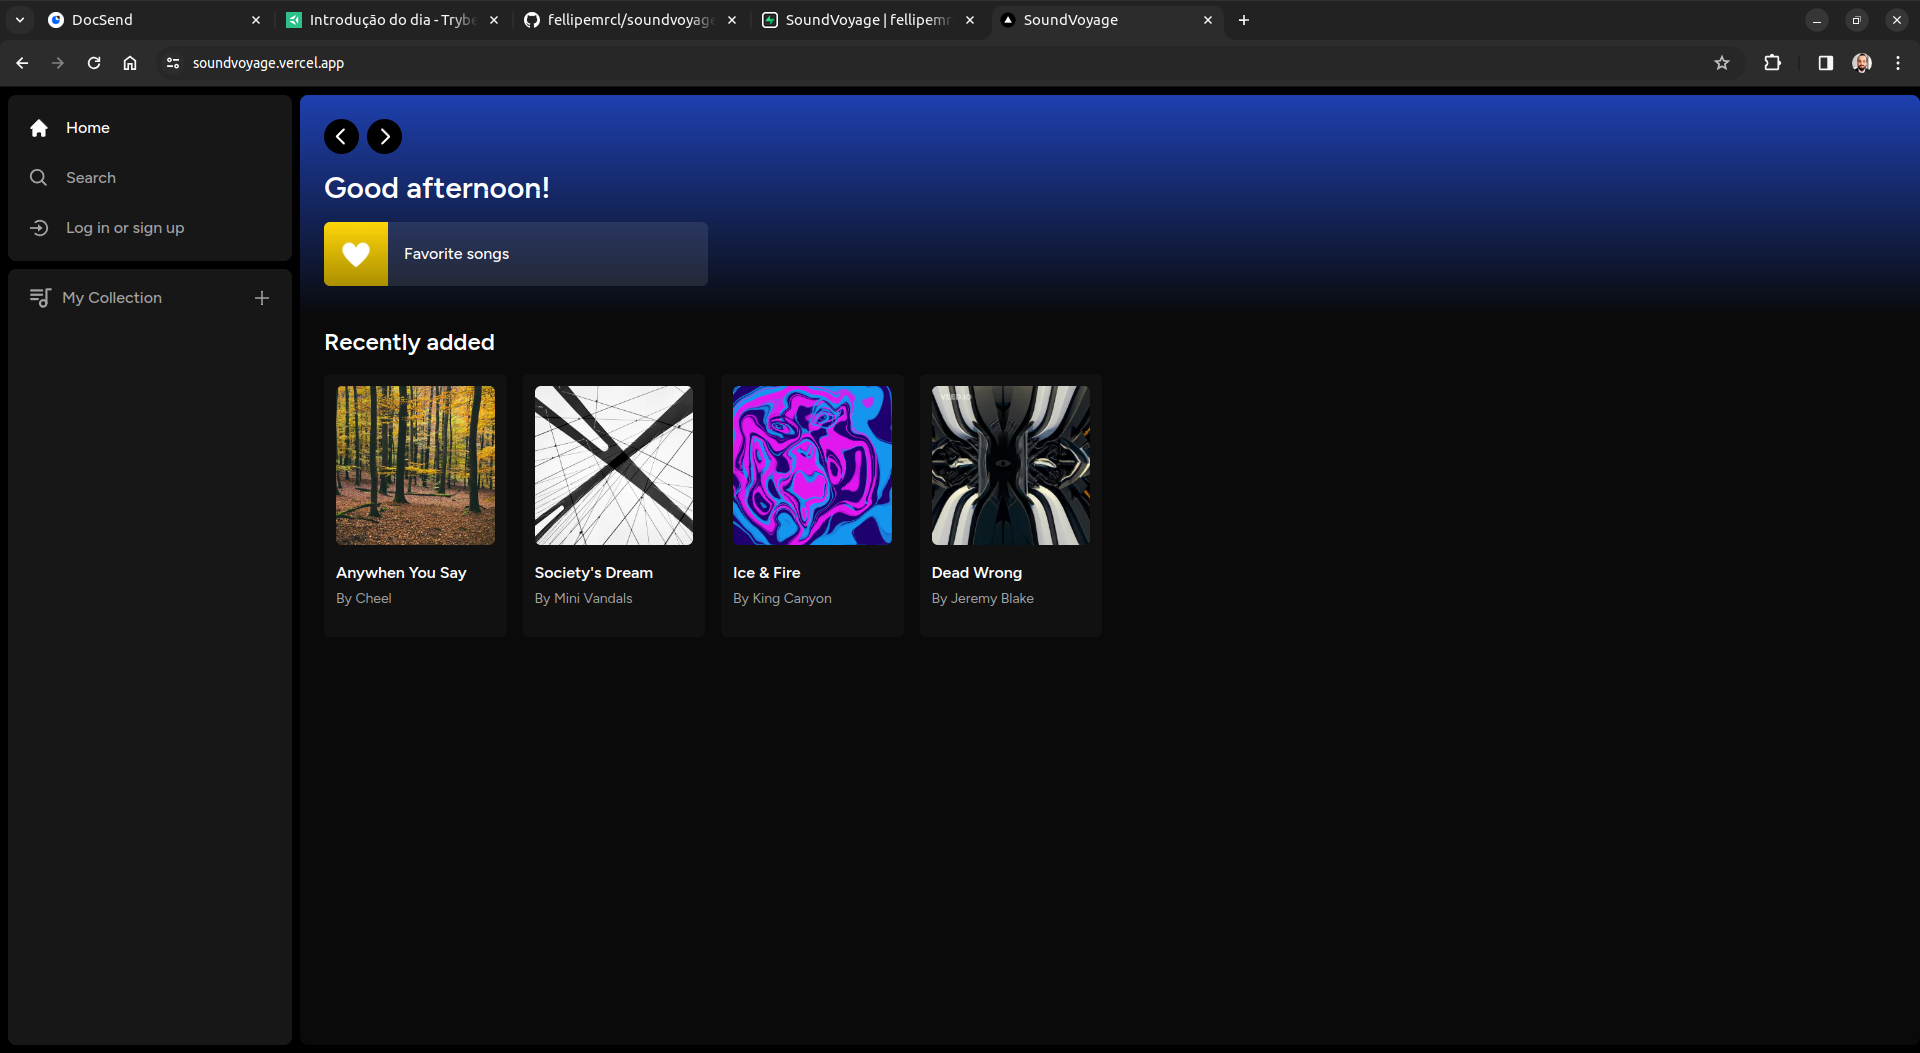 DocSend
Introdução do dia - Trybe
fellipemrcl/soundvoyage
SoundVoyage | fellipemr
SoundVoyage
soundvoyage.vercel.app
Home
Search
Log in or sign up
My Collection
Good afternoon!
Favorite songs
Recently added
Anywhen You Say
By Cheel
Society's Dream
By Mini Vandals
Ice & Fire
By King Canyon
Dead Wrong
By Jeremy Blake